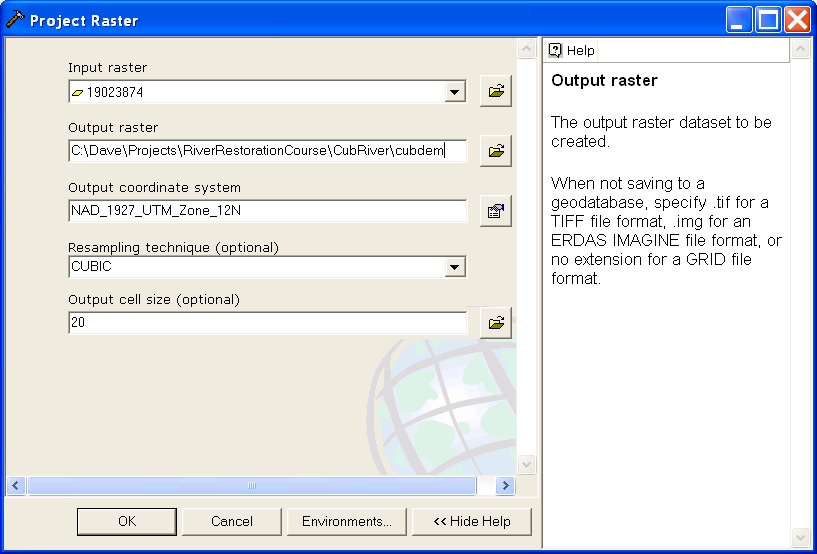 Project Raster
Input raster
19023874
Output raster
C:\Dave\Projects\RiverRestorationCourse\CubRiver\cubdem
Output coordinate system
NAD_1927_UTM_Zone_12N
Resampling technique (optional)
CUBIC
Output cell size (optional)
20
OK
Cancel
Environments...
<< Hide Help
Help
Output raster
The output raster dataset to be
created.
When not saving to a
geodatabase, specify .tif for a
TIFF file format, .img for an
ERDAS IMAGINE file format, or
no extension for a GRID file
format.